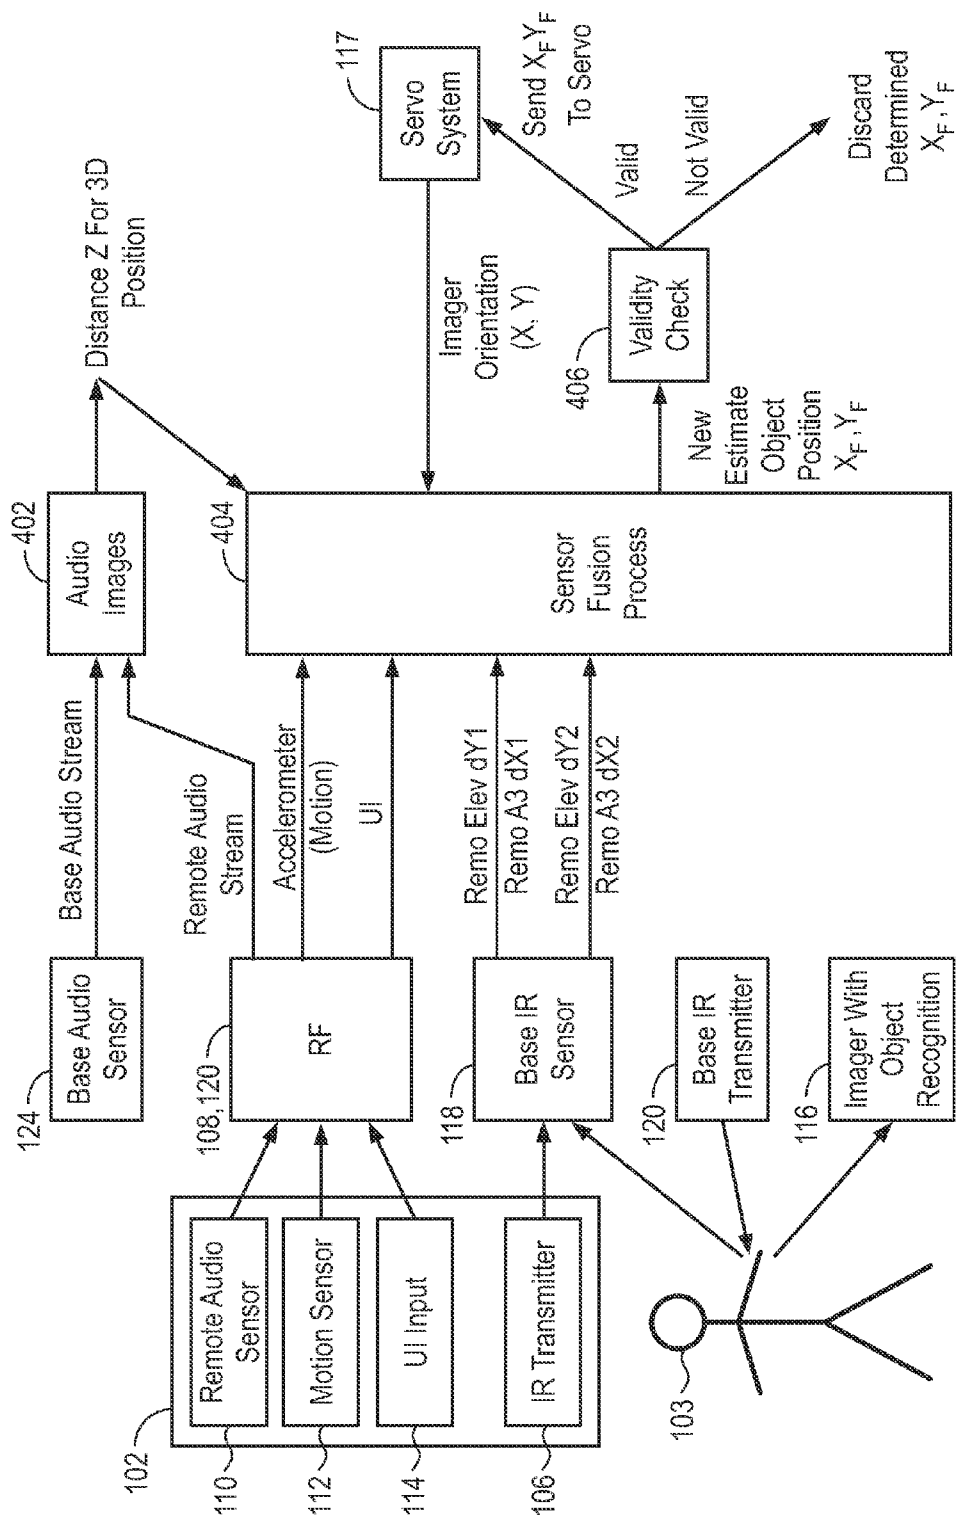 102
110
Remote Audio
Sensor
112
Motion Sensor
114
UI Input
106
IR Transmitter
103
124
Base Audio
Sensor
108, 120
RF
118
Base IR
Sensor
120
Base IR
Transmitter
116
Imager With
Object
Recognition
Base Audio Stream
Remote Audio
Stream
Accelerometer
(Motion)
UI
Remo Elev dY1
Remo A3 dX1
Remo Elev dY2
Remo A3 dX2
402
Audio
images
404
Sensor
Fusion
Process
Distance Z For 3D
Position
Imager
Orientation
(X, Y)
New
Estimate
Object
Position
XF, YF
406
Validity
Check
117
Servo
System
Valid
Send XFYF
To Servo
Not Valid
Discard
Determined
XF, YF